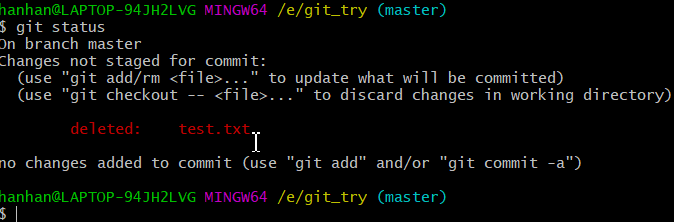 hanhan@LAPTOP-94JH2LVG MINGW64 /e/git_try (master)
$ git status
On branch master
Changes not staged for commit:
  (use "git add/rm <file>..." to update what will be committed)
  (use "git checkout -- <file>..." to discard changes in working directory)

        deleted:    test.txt

no changes added to commit (use "git add" and/or "git commit -a")

hanhan@LAPTOP-94JH2LVG MINGW64 /e/git_try (master)
$